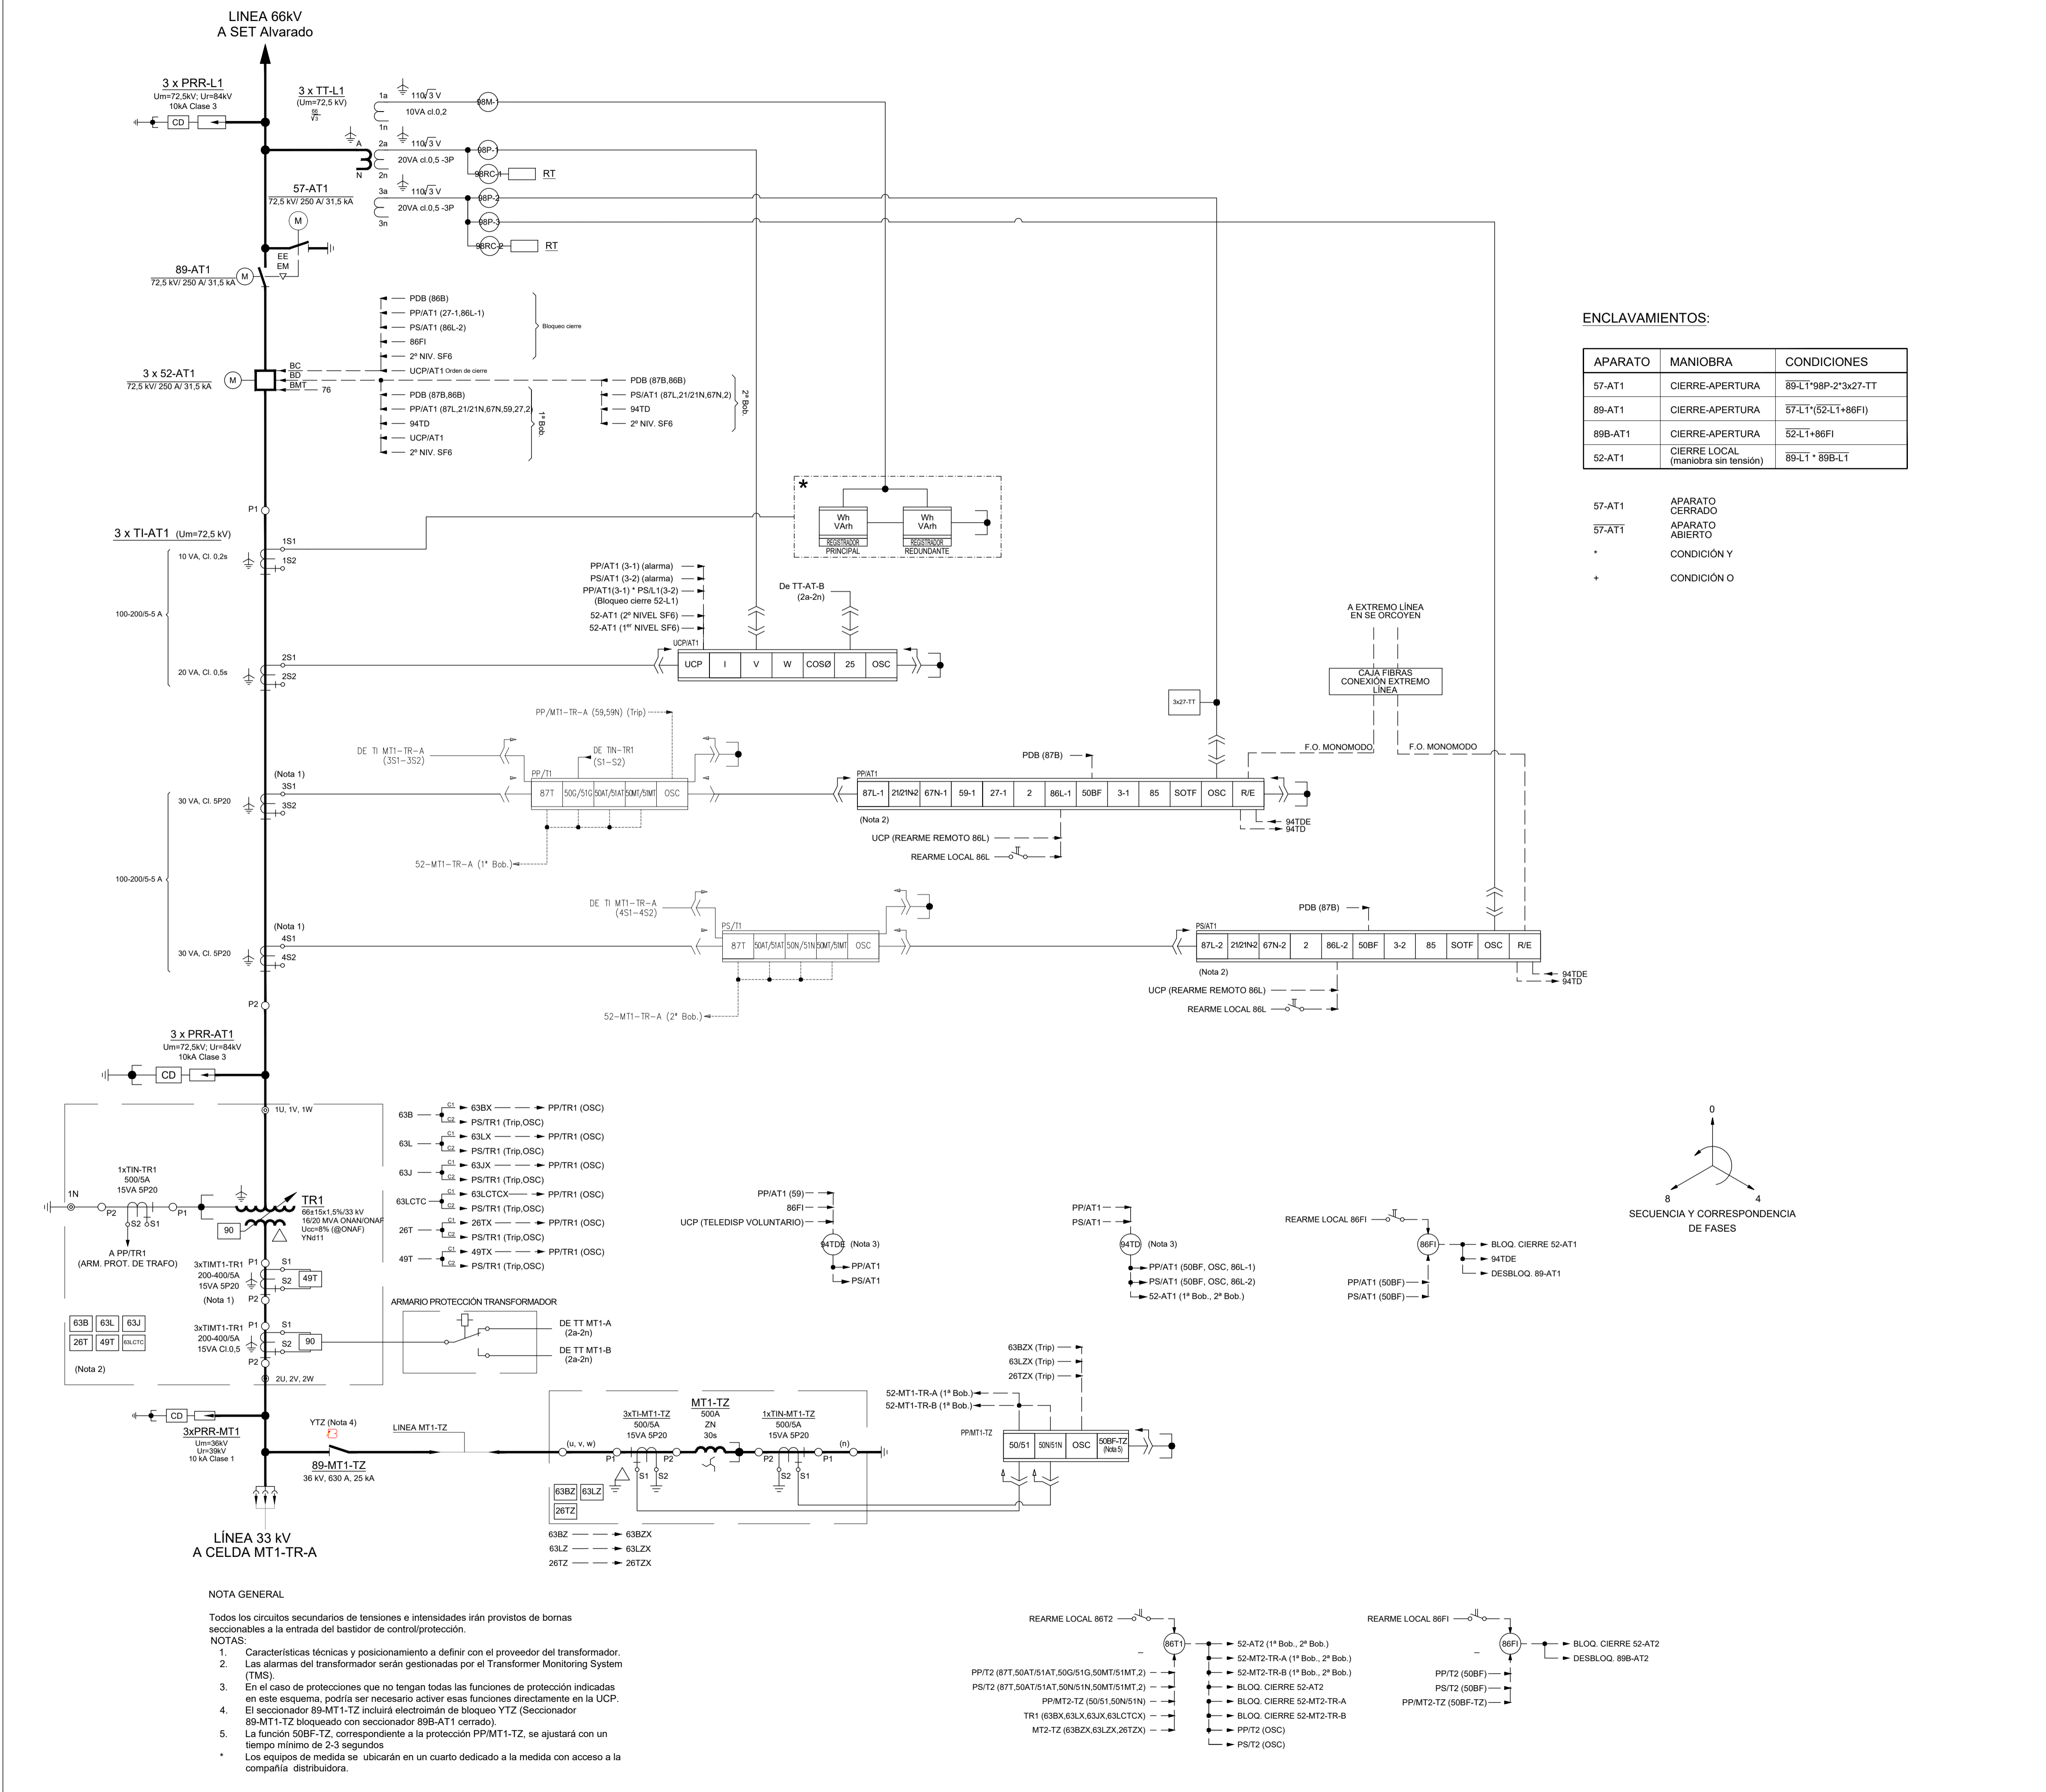 LINEA 66kV
A SET Alvarado
3 x PRR-L1
Um=72,5kV; Ur=84kV
10kA Clase 3
CD
3 x TT-L1
(Um=72,5 kV)
66
√3
1a
110/√3 V
10VA cl.0,2
1n
98M-1
A
N
2a
110/√3 V
20VA cl.0,5 -3P
2n
98P-1
98RC-1
RT
3a
110/√3 V
20VA cl.0,5 -3P
3n
98P-2
98P-3
98RC-2
RT
57-AT1
72,5 kV/ 250 A/ 31,5 kA
M
EE
EM
89-AT1
72,5 kV/ 250 A/ 31,5 kA
M
PDB (86B)
PP/AT1 (27-1,86L-1)
PS/AT1 (86L-2)
86FI
2º NIV. SF6
Bloqueo cierre
UCP/AT1 Orden de cierre
3 x 52-AT1
72,5 kV/ 250 A/ 31,5 kA
M
BC
BD
BMT
76
PDB (87B,86B)
PP/AT1 (87L,21/21N,67N,59,27,2)
94TD
UCP/AT1
2º NIV. SF6
1ª Bob.
PDB (87B,86B)
PS/AT1 (87L,21/21N,67N,2)
94TD
2º NIV. SF6
2ª Bob.
ENCLAVAMIENTOS:
APARATO MANIOBRA CONDICIONES
57-AT1 CIERRE-APERTURA 89-L1*98P-2*3x27-TT
89-AT1 CIERRE-APERTURA 57-L1*(52-L1+86FI)
89B-AT1 CIERRE-APERTURA 52-L1+86FI
52-AT1 CIERRE LOCAL
(maniobra sin tensión) 89-L1 * 89B-L1
57-AT1 APARATO
CERRADO
57-AT1 APARATO
ABIERTO
* CONDICIÓN Y
+ CONDICIÓN O
P1
3 x TI-AT1 (Um=72,5 kV)
10 VA, Cl. 0,2s
1S1
1S2
100-200/5-5 A
20 VA, Cl. 0,5s
2S1
2S2
*
Wh
VArh
REGISTRADOR
PRINCIPAL
Wh
VArh
REGISTRADOR
REDUNDANTE
PP/AT1 (3-1) (alarma)
PS/AT1 (3-2) (alarma)
PP/AT1(3-1) * PS/L1(3-2)
(Bloqueo cierre 52-L1)
52-AT1 (2º NIVEL SF6)
52-AT1 (1er NIVEL SF6)
De TT-AT-B
(2a-2n)
UCP/AT1
UCP I V W COSØ 25 OSC
A EXTREMO LÍNEA
EN SE ORCOYEN
CAJA FIBRAS
CONEXIÓN EXTREMO
LÍNEA
F.O. MONOMODO
F.O. MONOMODO
3x27-TT
PP/MT1-TR-A (59,59N) (Trip)
DE TI MT1-TR-A
(3S1-3S2)
DE TIN-TR1
(S1-S2)
PP/T1
87T 50G/51G 50AT/51AT 50MT/51MT OSC
52-MT1-TR-A (1ª Bob.)
(Nota 1)
3S1
3S2
30 VA, Cl. 5P20
100-200/5-5 A
PDB (87B)
PP/AT1
87L-1 21/21N-2 67N-1 59-1 27-1 2 86L-1 50BF 3-1 85 SOTF OSC R/E
(Nota 2)
UCP (REARME REMOTO 86L)
REARME LOCAL 86L
94TDE
94TD
DE TI MT1-TR-A
(4S1-4S2)
PS/T1
87T 50AT/51AT 50N/51N 50MT/51MT OSC
52-MT1-TR-A (2ª Bob.)
(Nota 1)
4S1
4S2
30 VA, Cl. 5P20
PDB (87B)
PS/AT1
87L-2 21/21N-2 67N-2 2 86L-2 50BF 3-2 85 SOTF OSC R/E
(Nota 2)
UCP (REARME REMOTO 86L)
REARME LOCAL 86L
94TDE
94TD
P2
3 x PRR-AT1
Um=72,5kV; Ur=84kV
10kA Clase 3
CD
1U, 1V, 1W
1xTIN-TR1
500/5A
15VA 5P20
1N
P2
S2
S1
P1
A PP/TR1
(ARM. PROT. DE TRAFO)
TR1
66±15x1,5%/33 kV
16/20 MVA ONAN/ONAF
Ucc=8% (@ONAF)
YNd11
90
3xTIMT1-TR1
200-400/5A
15VA 5P20
(Nota 1)
P1
S1
S2
P2
49T
3xTIMT1-TR1
200-400/5A
15VA Cl.0,5
P1
S1
S2
P2
90
63B 63L 63J
26T 49T 63LCTC
(Nota 2)
2U, 2V, 2W
63B
C1 63BX PP/TR1 (OSC)
C2 PS/TR1 (Trip,OSC)
63L
C1 63LX PP/TR1 (OSC)
C2 PS/TR1 (Trip,OSC)
63J
C1 63JX PP/TR1 (OSC)
C2 PS/TR1 (Trip,OSC)
63LCTC
C1 63LCTCX PP/TR1 (OSC)
C2 PS/TR1 (Trip,OSC)
26T
C1 26TX PP/TR1 (OSC)
C2 PS/TR1 (Trip,OSC)
49T
C1 49TX PP/TR1 (OSC)
C2 PS/TR1 (Trip,OSC)
ARMARIO PROTECCIÓN TRANSFORMADOR
DE TT MT1-A
(2a-2n)
DE TT MT1-B
(2a-2n)
PP/AT1 (59)
86FI
UCP (TELEDISP VOLUNTARIO)
94TDE (Nota 3)
PP/AT1
PS/AT1
PP/AT1
PS/AT1
94TD (Nota 3)
PP/AT1 (50BF, OSC, 86L-1)
PS/AT1 (50BF, OSC, 86L-2)
52-AT1 (1ª Bob., 2ª Bob.)
REARME LOCAL 86FI
86FI
BLOQ. CIERRE 52-AT1
94TDE
DESBLOQ. 89-AT1
PP/AT1 (50BF)
PS/AT1 (50BF)
0
8
4
SECUENCIA Y CORRESPONDENCIA
DE FASES
CD
3xPRR-MT1
Um=36kV
Ur=39kV
10 kA Clase 1
YTZ (Nota 4)
89-MT1-TZ
36 kV, 630 A, 25 kA
LINEA MT1-TZ
(u, v, w)
3xTI-MT1-TZ
500/5A
15VA 5P20
P1
P2
S1
S2
MT1-TZ
500A
ZN
30s
1xTIN-MT1-TZ
500/5A
15VA 5P20
P2
P1
S2
S1
(n)
63BZ 63LZ
26TZ
63BZ 63BZX
63LZ 63LZX
26TZ 26TZX
63BZX (Trip)
63LZX (Trip)
26TZX (Trip)
52-MT1-TR-A (1ª Bob.)
52-MT1-TR-B (1ª Bob.)
PP/MT1-TZ
50/51 50N/51N OSC 50BF-TZ
(Nota 5)
LÍNEA 33 kV
A CELDA MT1-TR-A
NOTA GENERAL
Todos los circuitos secundarios de tensiones e intensidades irán provistos de bornas
seccionables a la entrada del bastidor de control/protección.
NOTAS:
1. Características técnicas y posicionamiento a definir con el proveedor del transformador.
2. Las alarmas del transformador serán gestionadas por el Transformer Monitoring System
(TMS).
3. En el caso de protecciones que no tengan todas las funciones de protección indicadas
en este esquema, podría ser necesario activer esas funciones directamente en la UCP.
4. El seccionador 89-MT1-TZ incluirá electroimán de bloqueo YTZ (Seccionador
89-MT1-TZ bloqueado con seccionador 89B-AT1 cerrado).
5. La función 50BF-TZ, correspondiente a la protección PP/MT1-TZ, se ajustará con un
tiempo mínimo de 2-3 segundos
* Los equipos de medida se ubicarán en un cuarto dedicado a la medida con acceso a la
compañía distribuidora.
REARME LOCAL 86T2
86T1
PP/T2 (87T,50AT/51AT,50G/51G,50MT/51MT,2)
PS/T2 (87T,50AT/51AT,50N/51N,50MT/51MT,2)
PP/MT2-TZ (50/51,50N/51N)
TR1 (63BX,63LX,63JX,63LCTCX)
MT2-TZ (63BZX,63LZX,26TZX)
52-AT2 (1ª Bob., 2ª Bob.)
52-MT2-TR-A (1ª Bob., 2ª Bob.)
52-MT2-TR-B (1ª Bob., 2ª Bob.)
BLOQ. CIERRE 52-AT2
BLOQ. CIERRE 52-MT2-TR-A
BLOQ. CIERRE 52-MT2-TR-B
PP/T2 (OSC)
PS/T2 (OSC)
REARME LOCAL 86FI
86FI
BLOQ. CIERRE 52-AT2
DESBLOQ. 89B-AT2
PP/T2 (50BF)
PS/T2 (50BF)
PP/MT2-TZ (50BF-TZ)